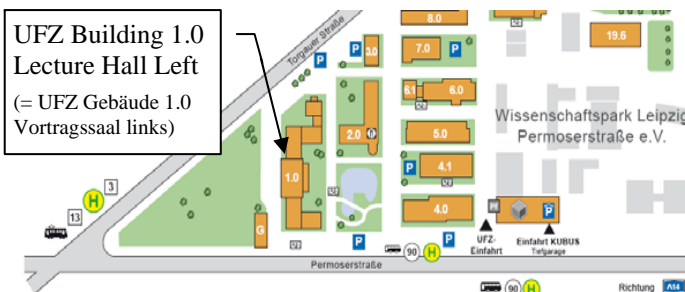 UFZ Building 1.0
Lecture Hall Left
(= UFZ Gebäude 1.0
Vortragssaal links)
Torgauer Straße
8.0
3.0
P
P
7.0
P
19.6
P
6.1
6.0
Wissenschaftspark Leipzig
Permoserstraße e.V.
2.0
5.0
1.0
P
4.1
3
H
13
4.0
P
G
UFZ-
Einfahrt
Einfahrt KUBUS
Tiefgarage
P
90
H
P
Permoserstraße
90
H
Richtung
A14